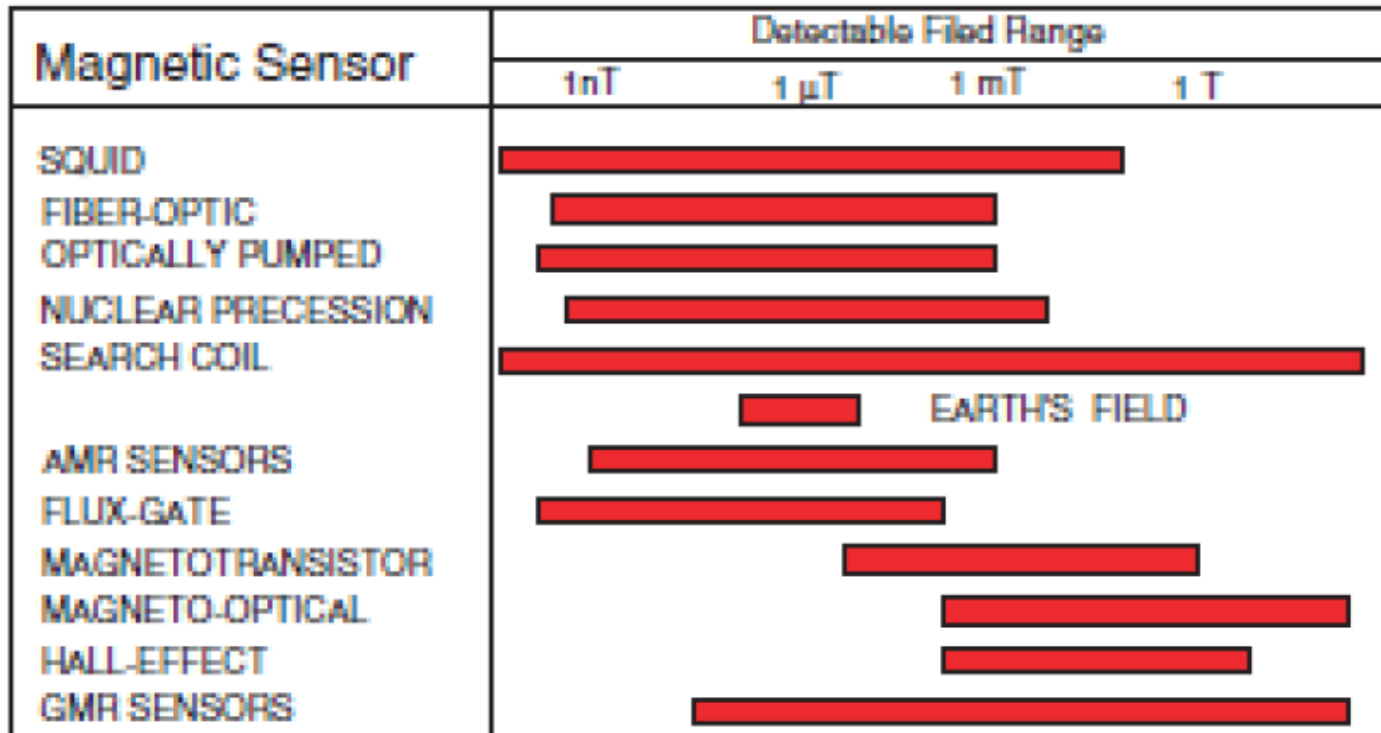 Magnetic Sensor
Detectable Filed Range
1nT 1 µT 1 mT 1 T
SQUID
FIBER-OPTIC
OPTICALLY PUMPED
NUCLEAR PRECESSION
SEARCH COIL
EARTH'S FIELD
AMR SENSORS
FLUX-GATE
MAGNETOTRANSISTOR
MAGNETO-OPTICAL
HALL-EFFECT
GMR SENSORS